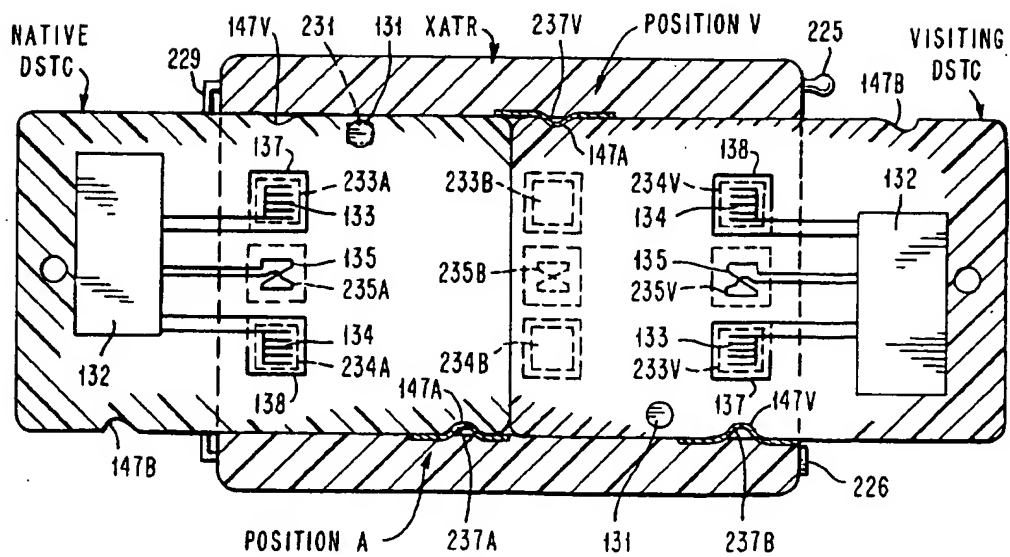 NATIVE DSTC
147V
231
131
XATR
237V
POSITION V
225
VISITING DSTC
229
147B
137
233A
133
147A
233B
138
234V
134
132
135
235A
235B
135
235V
134
234A
138
132
234B
133
233V
137
147A
147V
147B
131
226
POSITION A
237A
237B